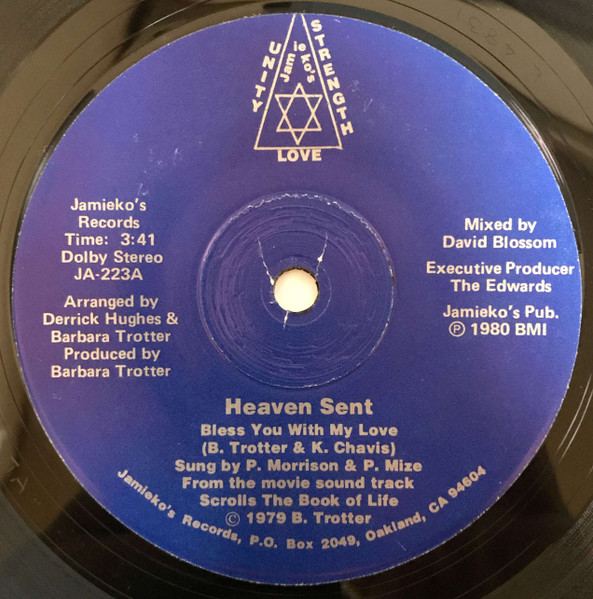 UNITY
STRENGTH
Jamieko's
LOVE
Jamieko's
Records
Time: 3:41
Dolby Stereo
JA-223A
Arranged by
Derrick Hughes &
Barbara Trotter
Produced by
Barbara Trotter
Mixed by
David Blossom
Executive Producer
The Edwards
Jamieko's Pub.
℗ 1980 BMI
Heaven Sent
Bless You With My Love
(B. Trotter & K. Chavis)
Sung by P. Morrison & P. Mize
From the movie sound track
Scrolls The Book of Life
© 1979 B. Trotter
Jamieko's Records, P.O. Box 2049, Oakland, CA 94604